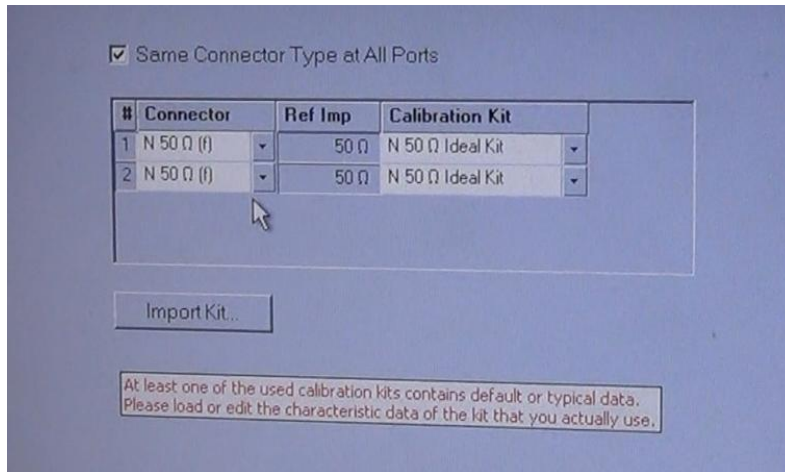 Same Connector Type at All Ports
# Connector Ref Imp Calibration Kit
1 N 50 Ω (f) 50 Ω N 50 Ω Ideal Kit
2 N 50 Ω (f) 50 Ω N 50 Ω Ideal Kit
Import Kit...
At least one of the used calibration kits contains default or typical data.
Please load or edit the characteristic data of the kit that you actually use.